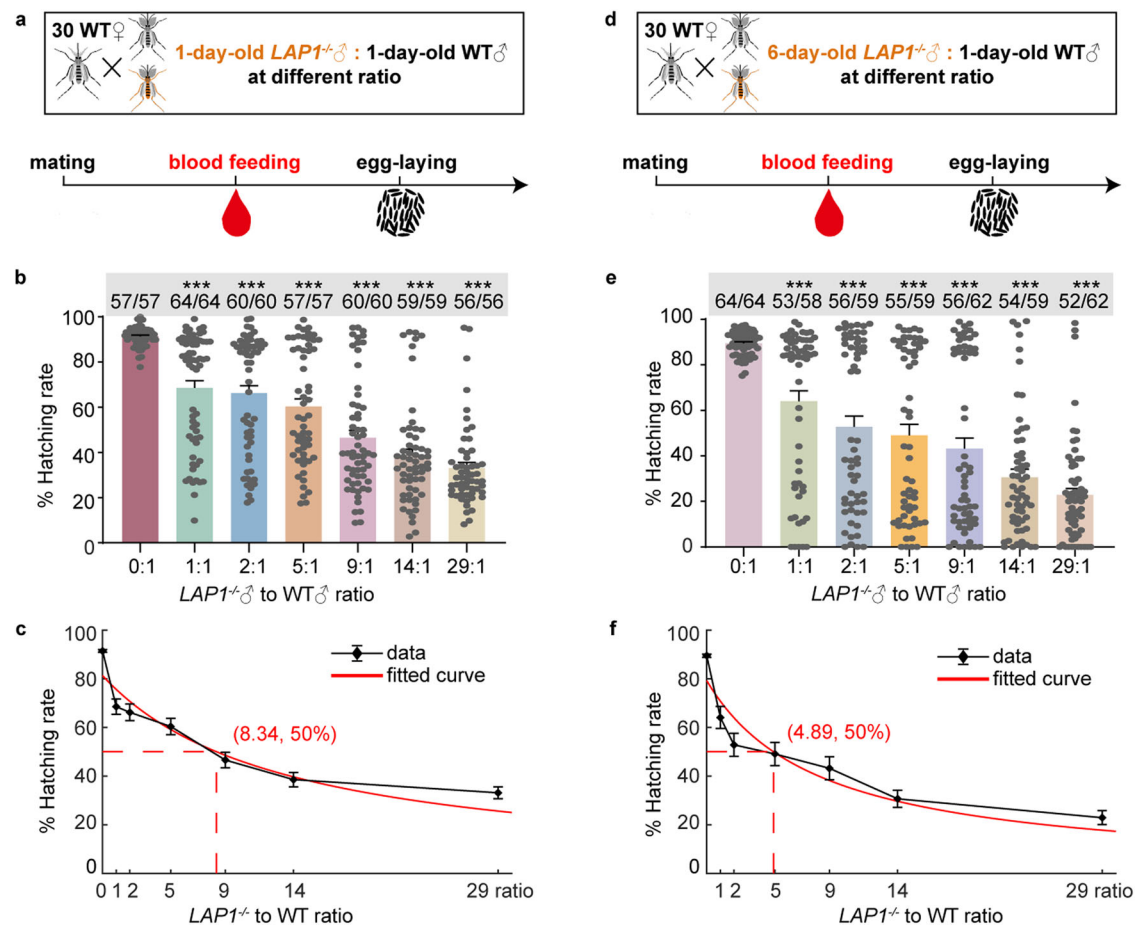 a
30 WT♀
1-day-old LAP1-/-♂ : 1-day-old WT♂
at different ratio
mating
blood feeding
egg-laying
b
*** *** *** *** *** ***
57/57 64/64 60/60 57/57 60/60 59/59 56/56
% Hatching rate
100
80
60
40
20
0
0:1 1:1 2:1 5:1 9:1 14:1 29:1
LAP1-/-♂ to WT♂ ratio
c
% Hatching rate
100
80
60
40
20
0
data
fitted curve
(8.34, 50%)
0 1 2 5 9 14 29 ratio
LAP1-/- to WT ratio
d
30 WT♀
6-day-old LAP1-/-♂ : 1-day-old WT♂
at different ratio
mating
blood feeding
egg-laying
e
*** *** *** *** *** ***
64/64 53/58 56/59 55/59 56/62 54/59 52/62
% Hatching rate
100
80
60
40
20
0
0:1 1:1 2:1 5:1 9:1 14:1 29:1
LAP1-/-♂ to WT♂ ratio
f
% Hatching rate
100
80
60
40
20
0
data
fitted curve
(4.89, 50%)
1 2 5 9 14 29 ratio
LAP1-/- to WT ratio